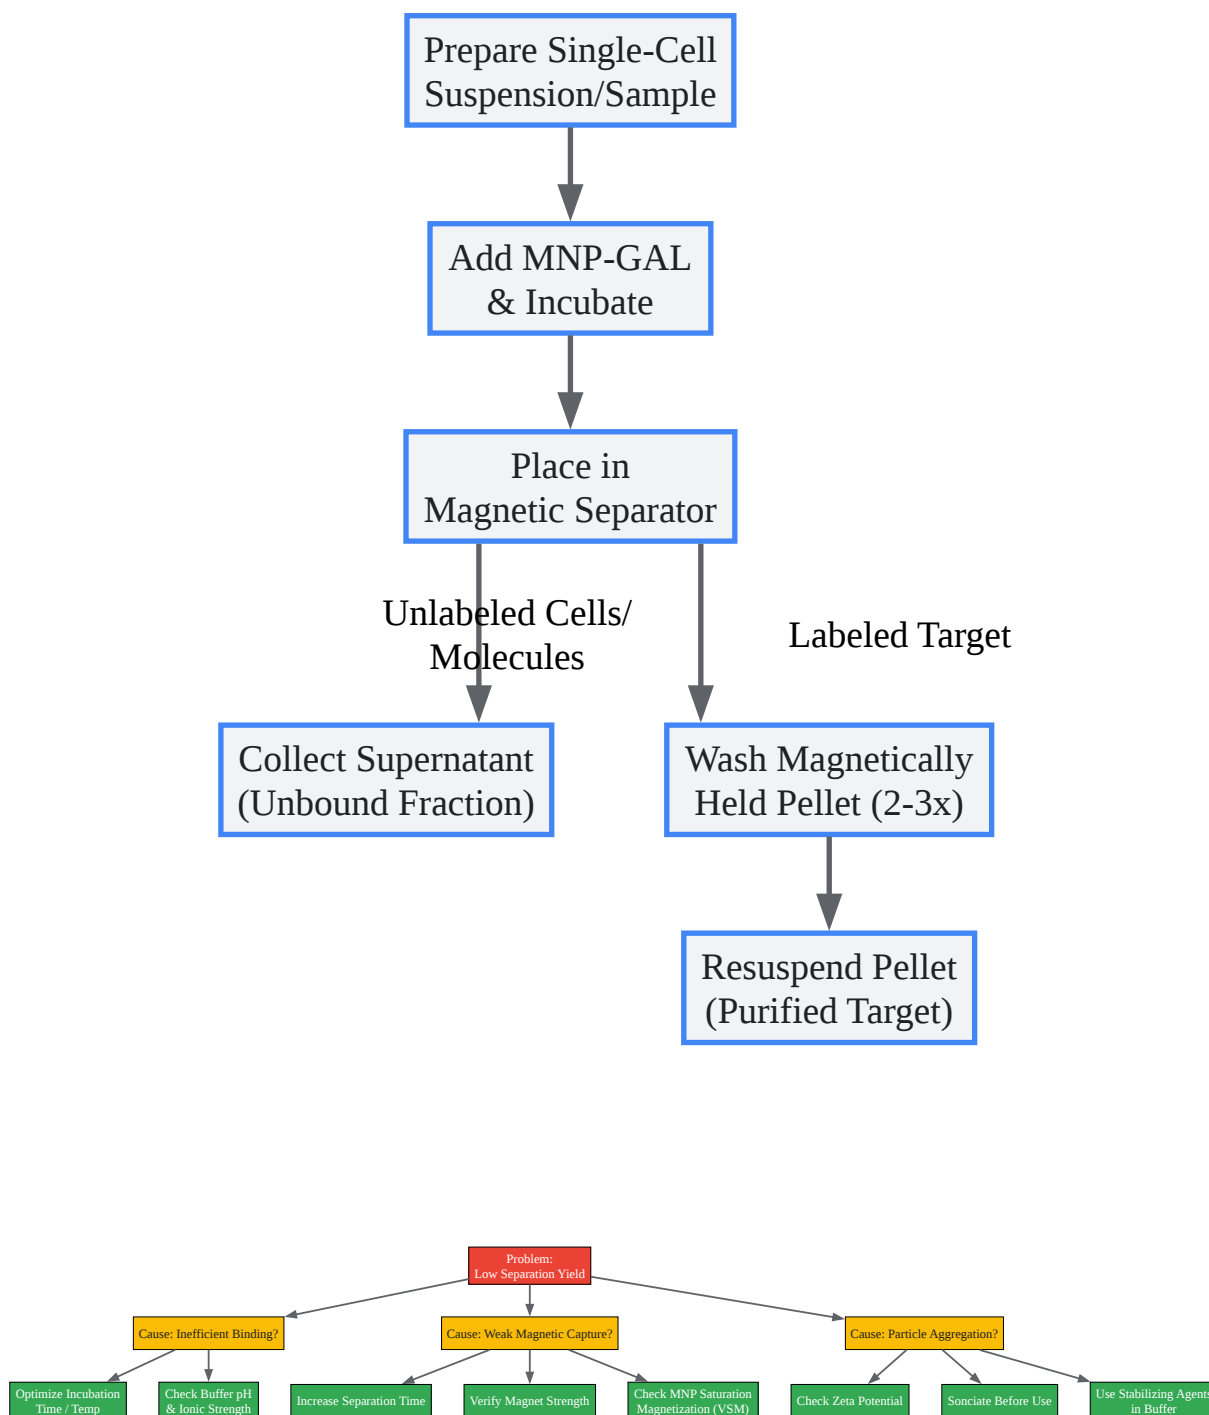 Prepare Single-Cell
Suspension/Sample
Add MNP-GAL
& Incubate
Place in
Magnetic Separator
Unlabeled Cells/
Molecules
Labeled Target
Collect Supernatant
(Unbound Fraction)
Wash Magnetically
Held Pellet (2-3x)
Resuspend Pellet
(Purified Target)
Problem:
Low Separation Yield
Cause: Inefficient Binding?
Cause: Weak Magnetic Capture?
Cause: Particle Aggregation?
Optimize Incubation
Time / Temp
Check Buffer pH
& Ionic Strength
Increase Separation Time
Verify Magnet Strength
Check MNP Saturation
Magnetization (VSM)
Check Zeta Potential
Sonciate Before Use
Use Stabilizing Agents
in Buffer